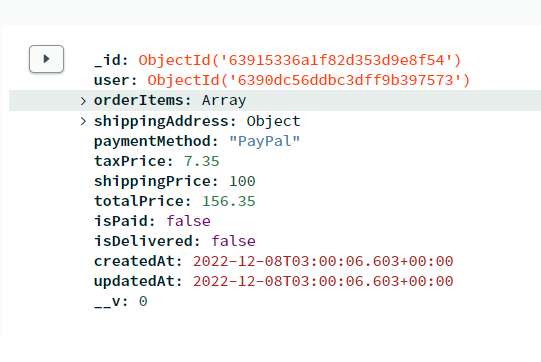 _id: ObjectId('63915336a1f82d353d9e8f54')
user: ObjectId('6390dc56ddbc3dff9b397573')
orderItems: Array
shippingAddress: Object
paymentMethod: "PayPal"
taxPrice: 7.35
shippingPrice: 100
totalPrice: 156.35
isPaid: false
isDelivered: false
createdAt: 2022-12-08T03:00:06.603+00:00
updatedAt: 2022-12-08T03:00:06.603+00:00
__v: 0